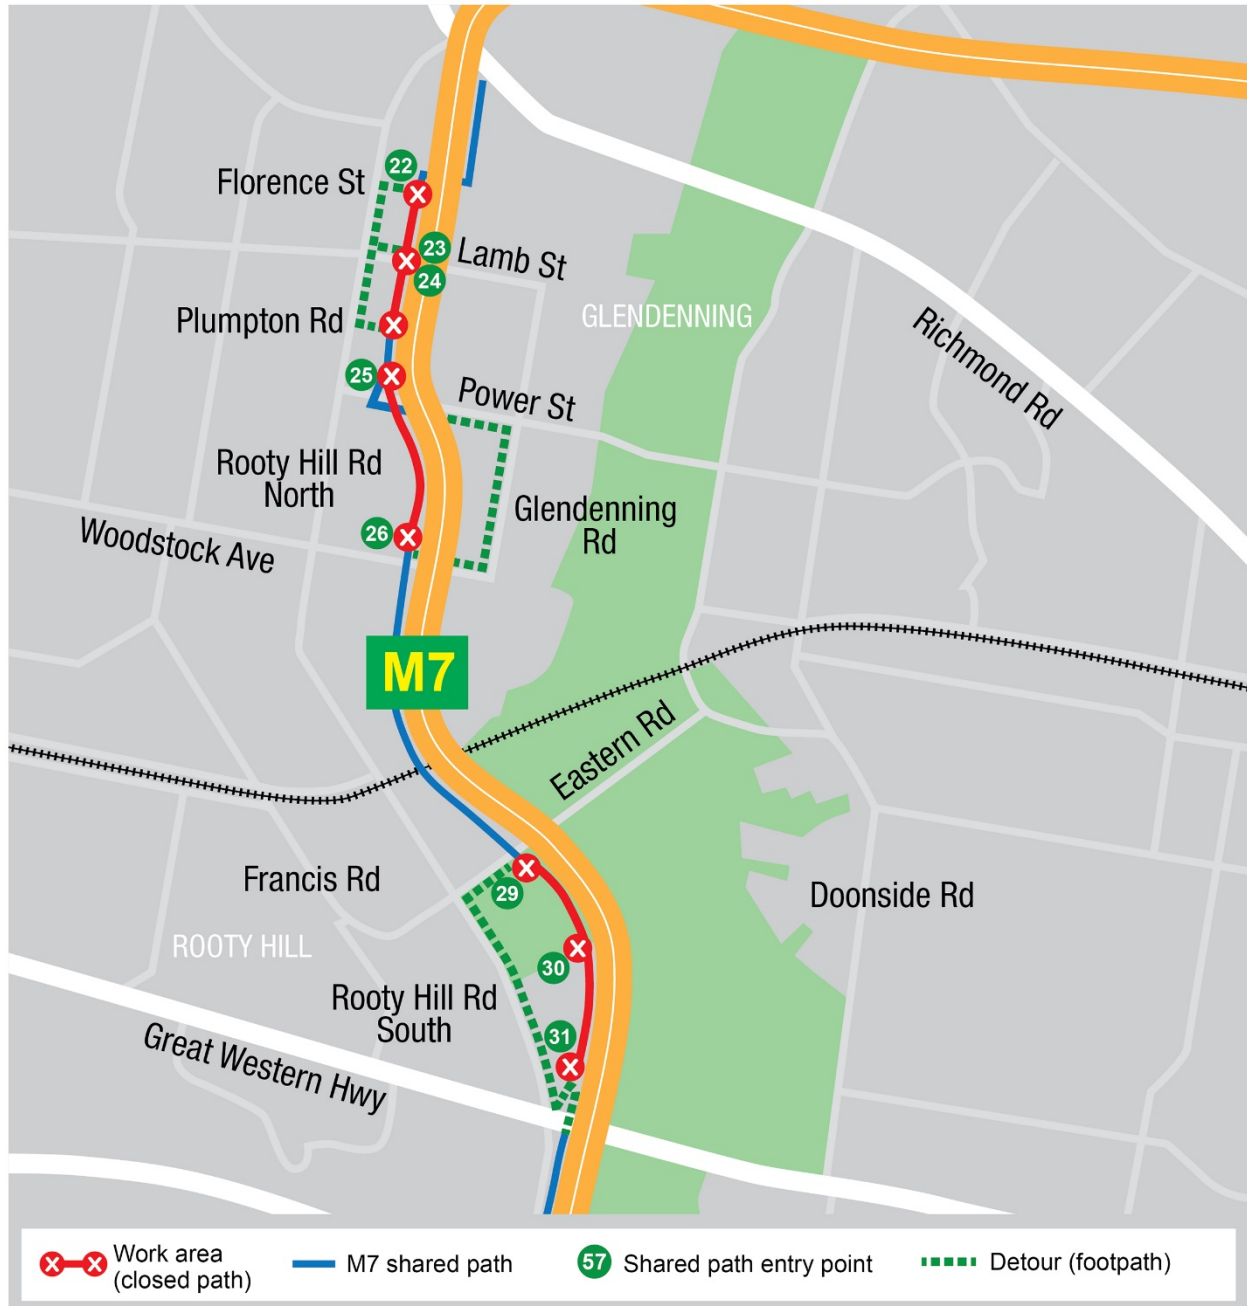 22
Florence St
23
Lamb St
24
GLENDENNING
Plumpton Rd
Richmond Rd
25
Power St
Rooty Hill Rd
North
Glendenning
Rd
26
Woodstock Ave
M7
Eastern Rd
Francis Rd
29
Doonside Rd
ROOTY HILL
30
Rooty Hill Rd
South
31
Great Western Hwy
Work area
(closed path)
M7 shared path
57
Shared path entry point
Detour (footpath)